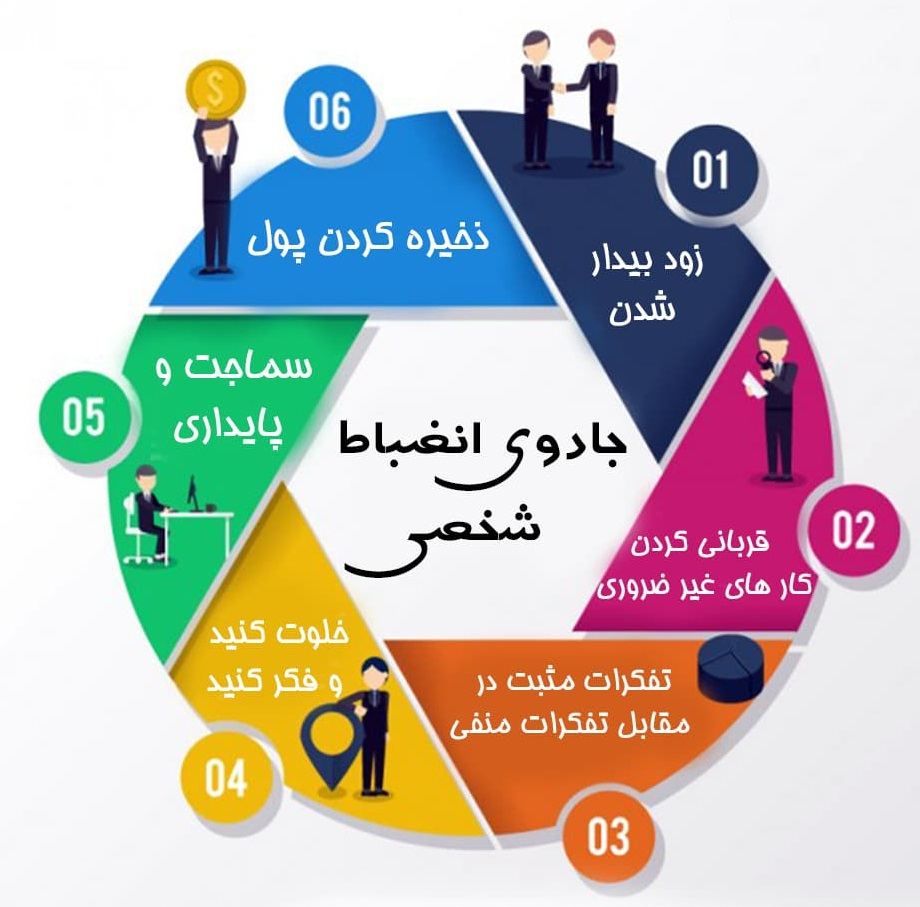 جادوی انضباط
شخصی
01
زود بیدار
شدن
02
قربانی کردن
کار های غیر ضروری
03
تفکرات مثبت در
مقابل تفکرات منفی
04
خلوت کنید
و فکر کنید
05
سماجت و
پایداری
06
ذخیره کردن پول
$